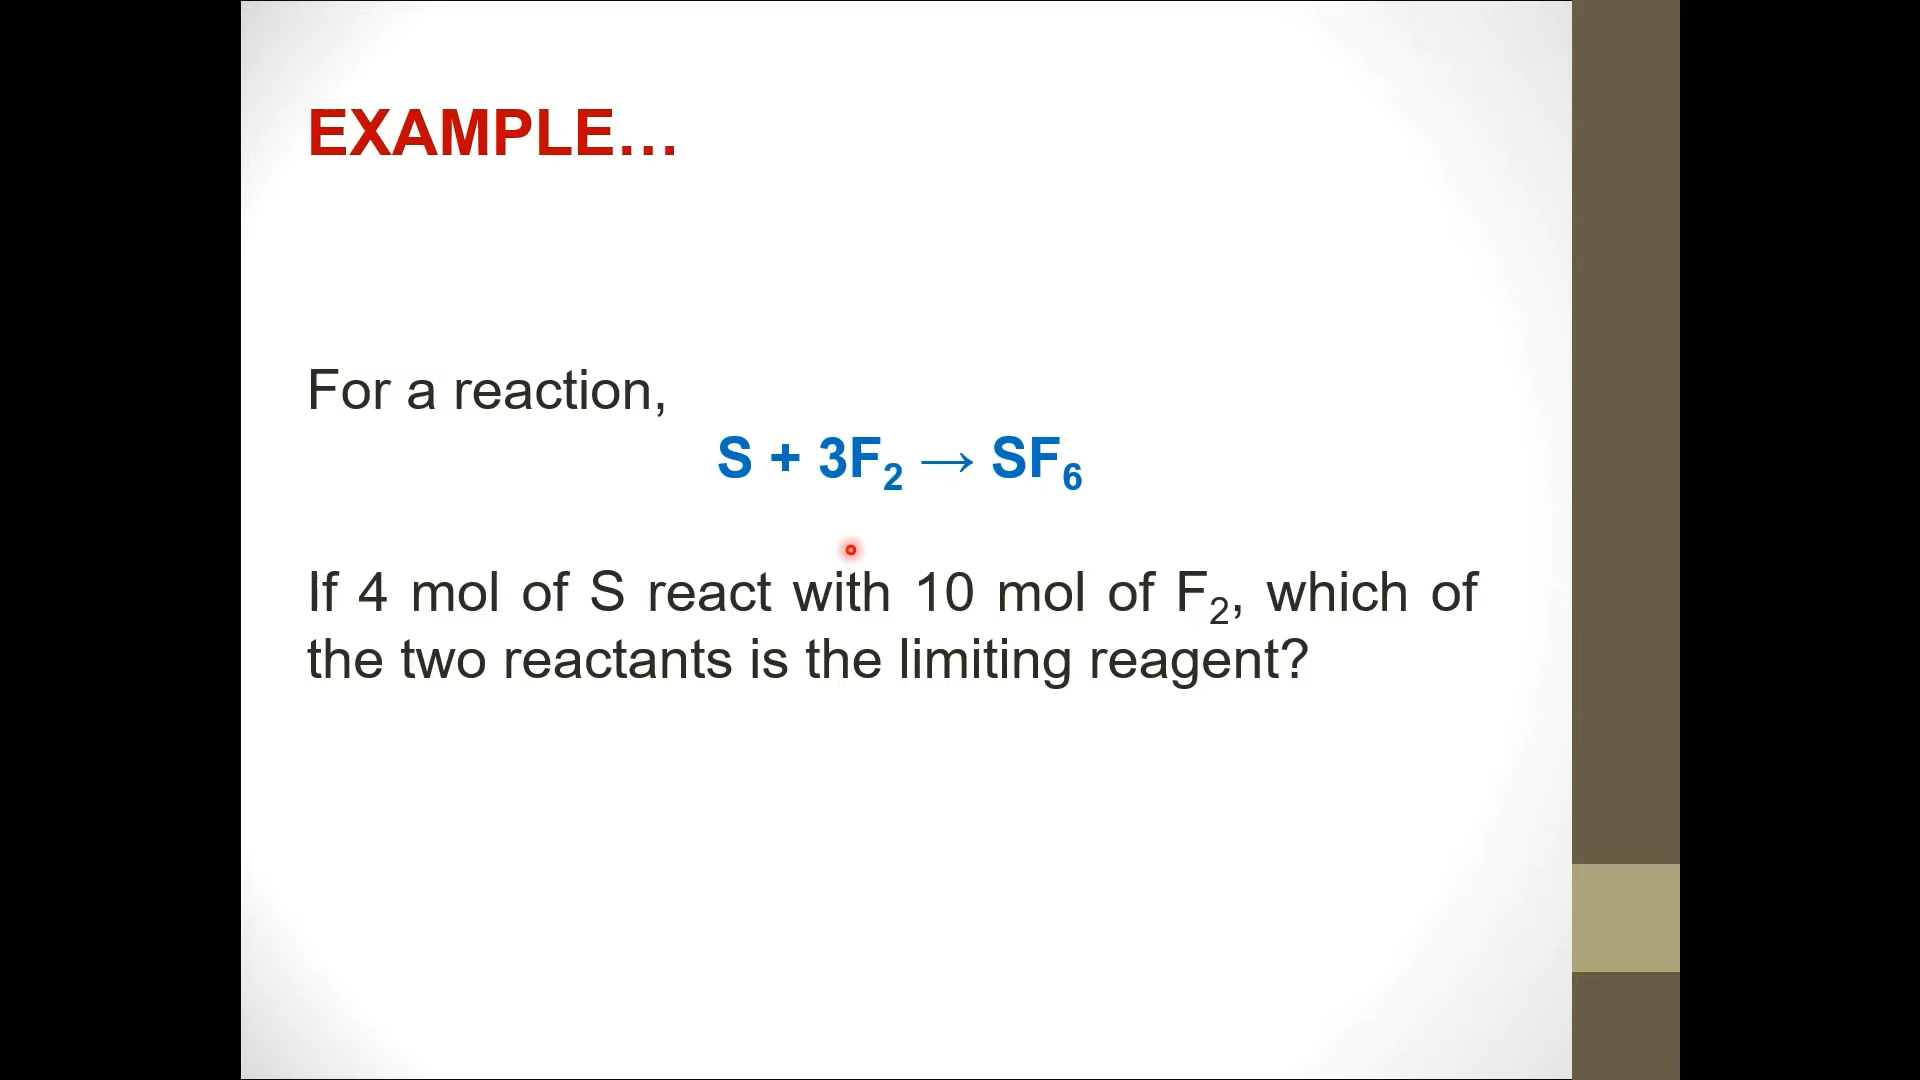 EXAMPLE…
For a reaction,
S + 3F₂ → SF₆
If 4 mol of S react with 10 mol of F₂, which of
the two reactants is the limiting reagent?